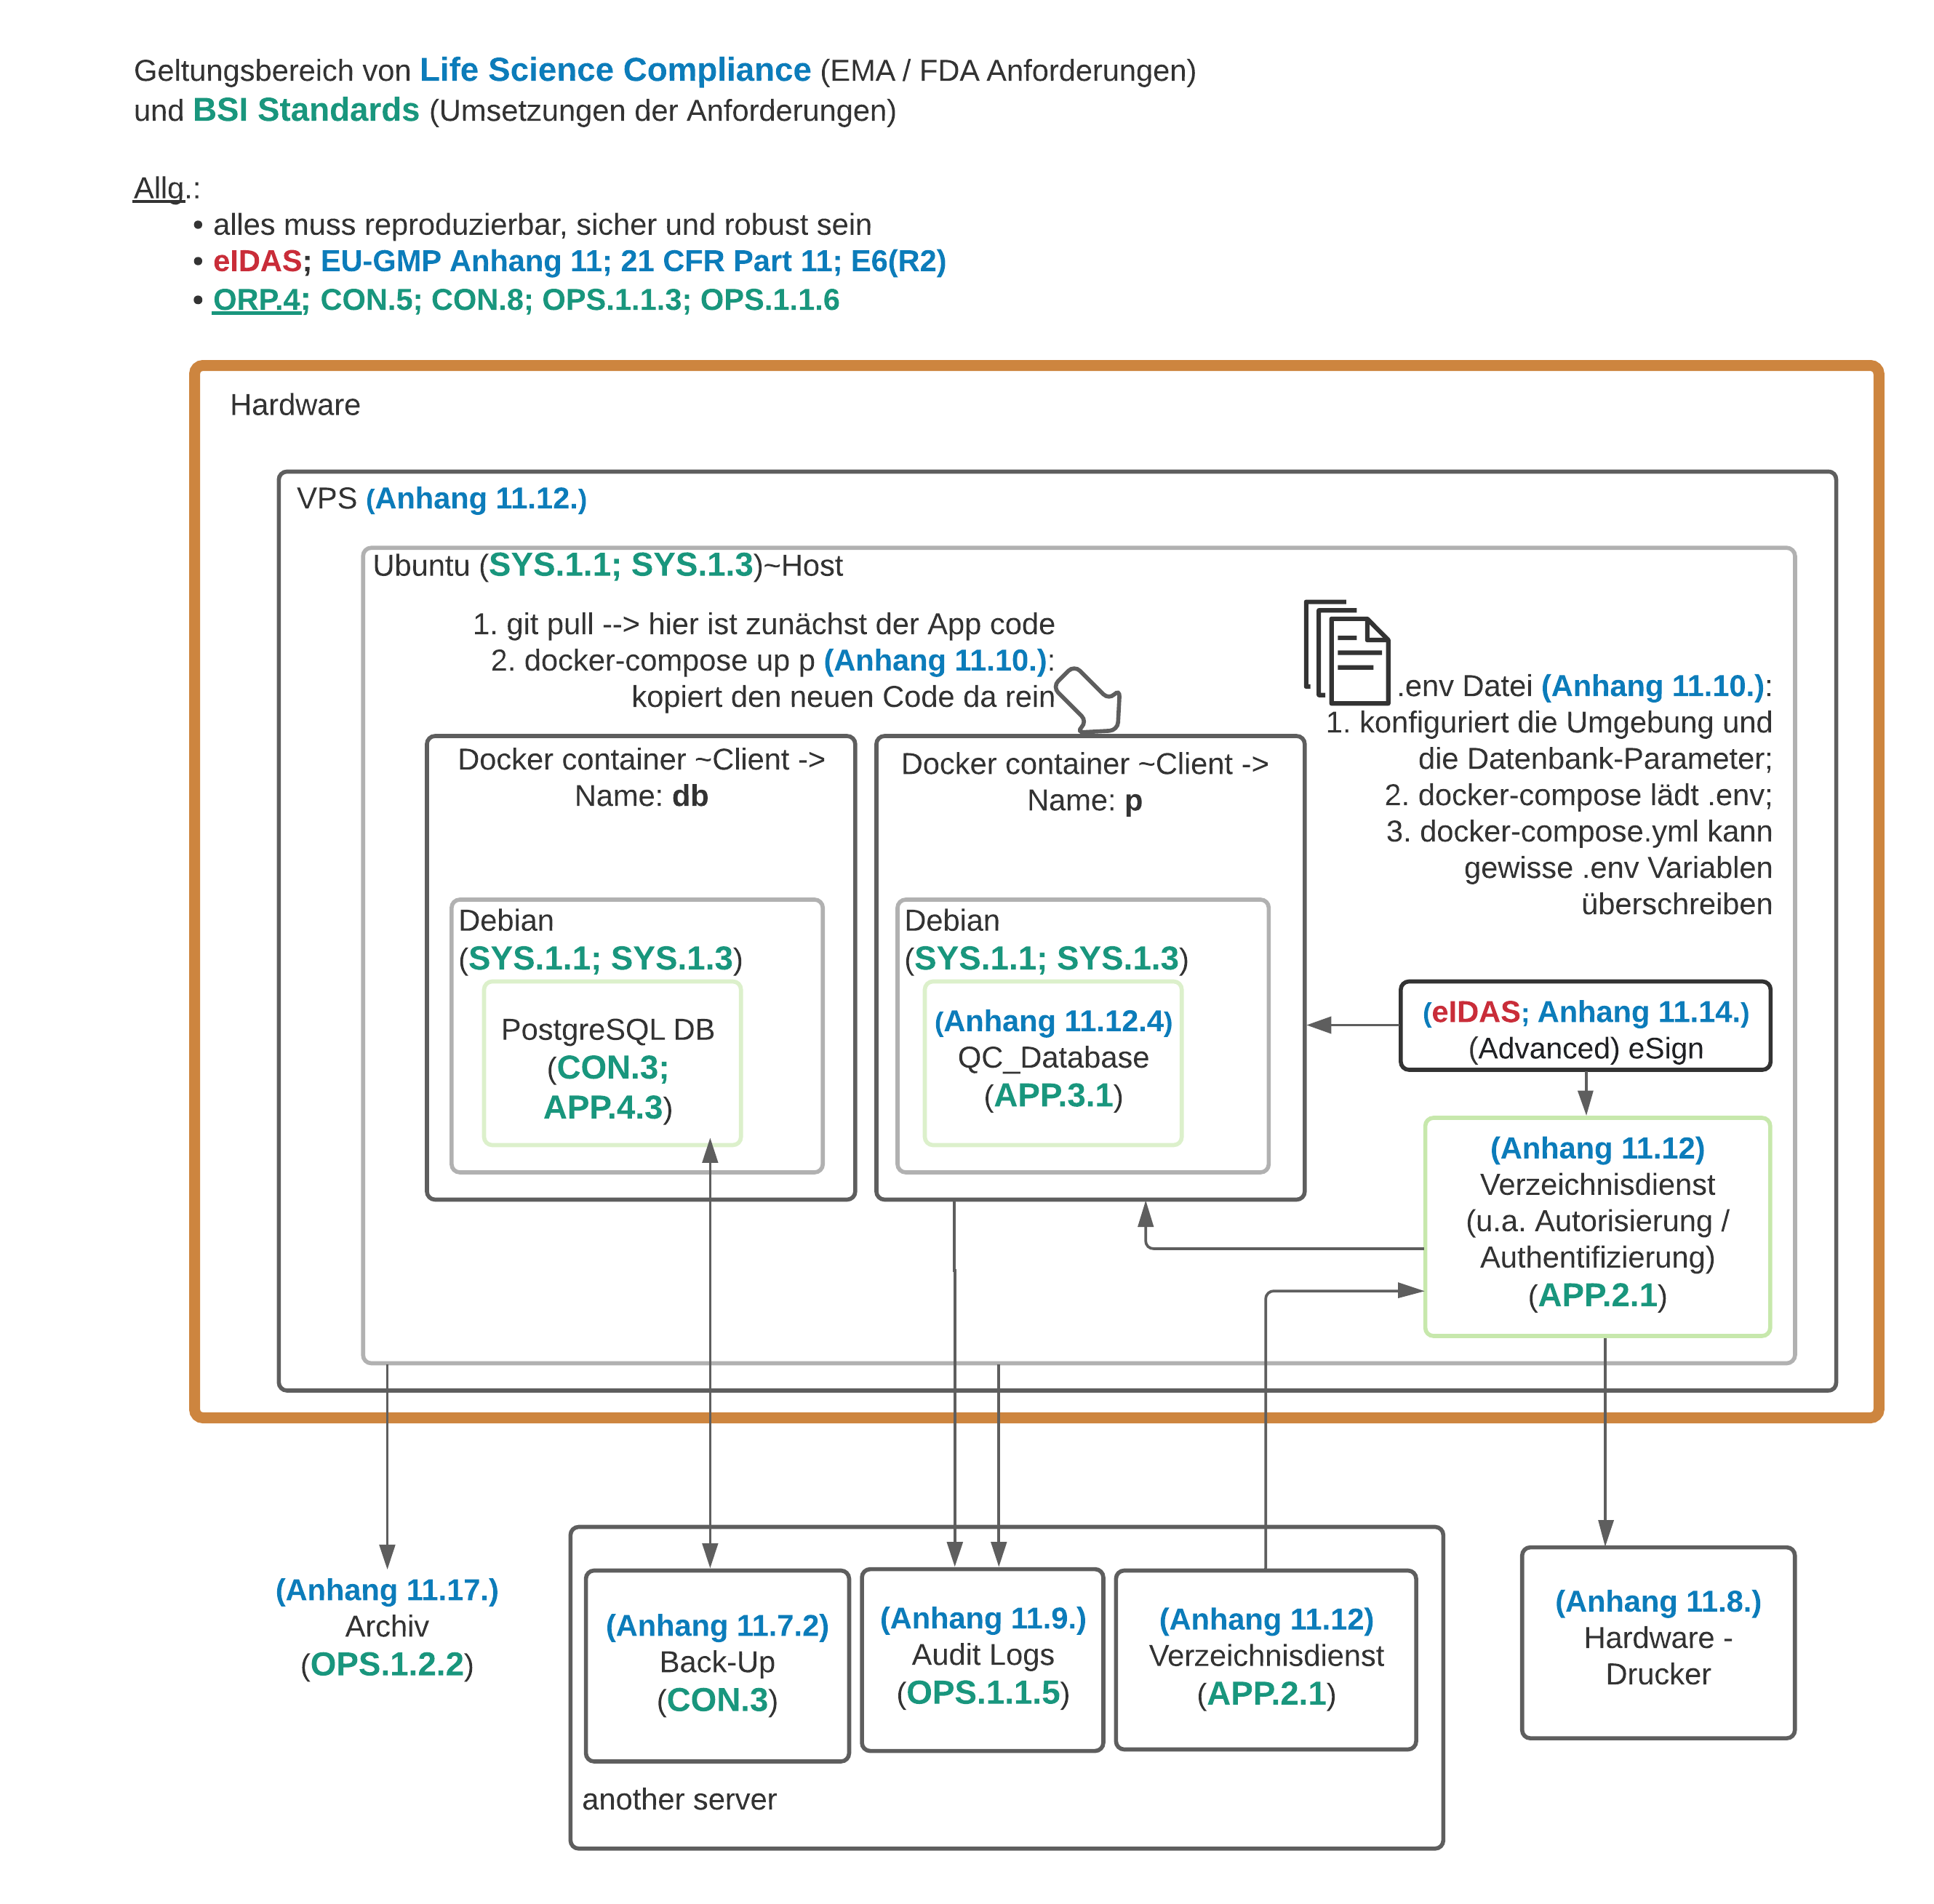 Geltungsbereich von Life Science Compliance (EMA / FDA Anforderungen)
und BSI Standards (Umsetzungen der Anforderungen)
Allg.:
• alles muss reproduzierbar, sicher und robust sein
• eIDAS; EU-GMP Anhang 11; 21 CFR Part 11; E6(R2)
• ORP.4; CON.5; CON.8; OPS.1.1.3; OPS.1.1.6
Hardware
VPS (Anhang 11.12.)
Ubuntu (SYS.1.1; SYS.1.3)~Host
1. git pull --> hier ist zunächst der App code
2. docker-compose up p (Anhang 11.10.):
kopiert den neuen Code da rein
.env Datei (Anhang 11.10.):
1. konfiguriert die Umgebung und
die Datenbank-Parameter;
2. docker-compose lädt .env;
3. docker-compose.yml kann
gewisse .env Variablen
überschreiben
Docker container ~Client ->
Name: db
Debian
(SYS.1.1; SYS.1.3)
PostgreSQL DB
(CON.3;
APP.4.3)
Docker container ~Client ->
Name: p
Debian
(SYS.1.1; SYS.1.3)
(Anhang 11.12.4)
QC_Database
(APP.3.1)
(eIDAS; Anhang 11.14.)
(Advanced) eSign
(Anhang 11.12)
Verzeichnisdienst
(u.a. Autorisierung /
Authentifizierung)
(APP.2.1)
(Anhang 11.17.)
Archiv
(OPS.1.2.2)
(Anhang 11.7.2)
Back-Up
(CON.3)
(Anhang 11.9.)
Audit Logs
(OPS.1.1.5)
(Anhang 11.12)
Verzeichnisdienst
(APP.2.1)
another server
(Anhang 11.8.)
Hardware -
Drucker